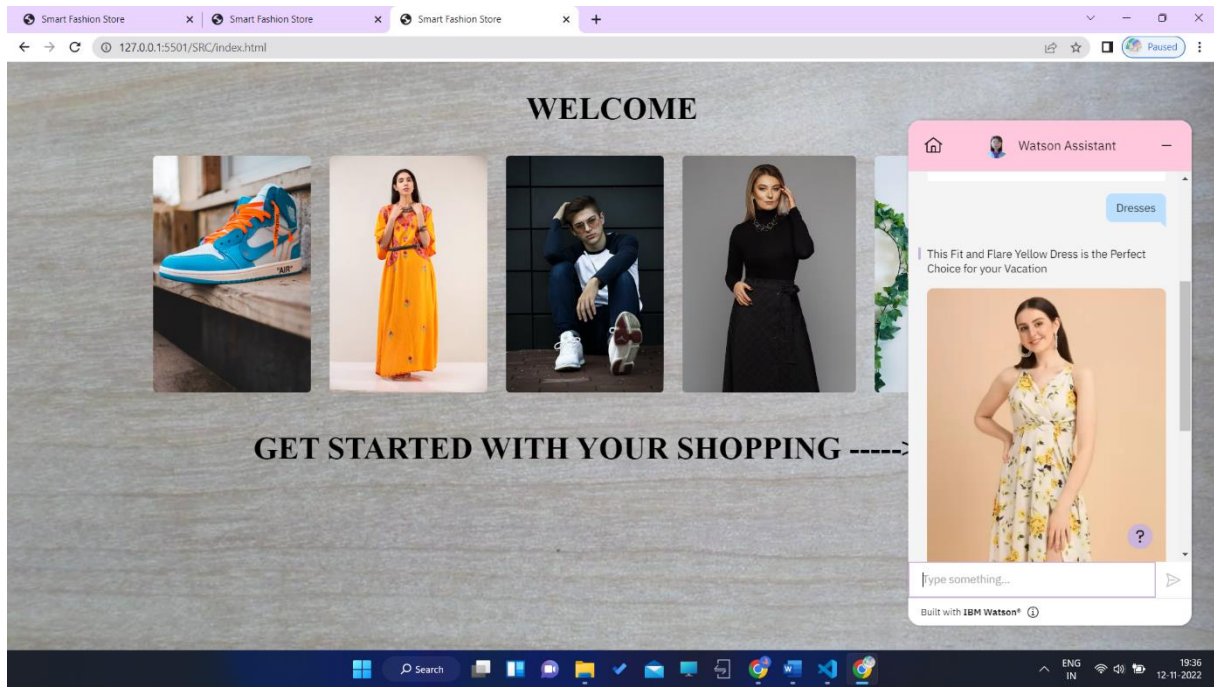 Smart Fashion Store
Smart Fashion Store
Smart Fashion Store
127.0.0.1:5501/SRC/index.html
Paused
WELCOME
"AIR"
GET STARTED WITH YOUR SHOPPING ----->
Watson Assistant
Dresses
This Fit and Flare Yellow Dress is the Perfect
Choice for your Vacation
?
Type something...
Built with IBM Watson®
Search
ENG
IN
19:36
12-11-2022